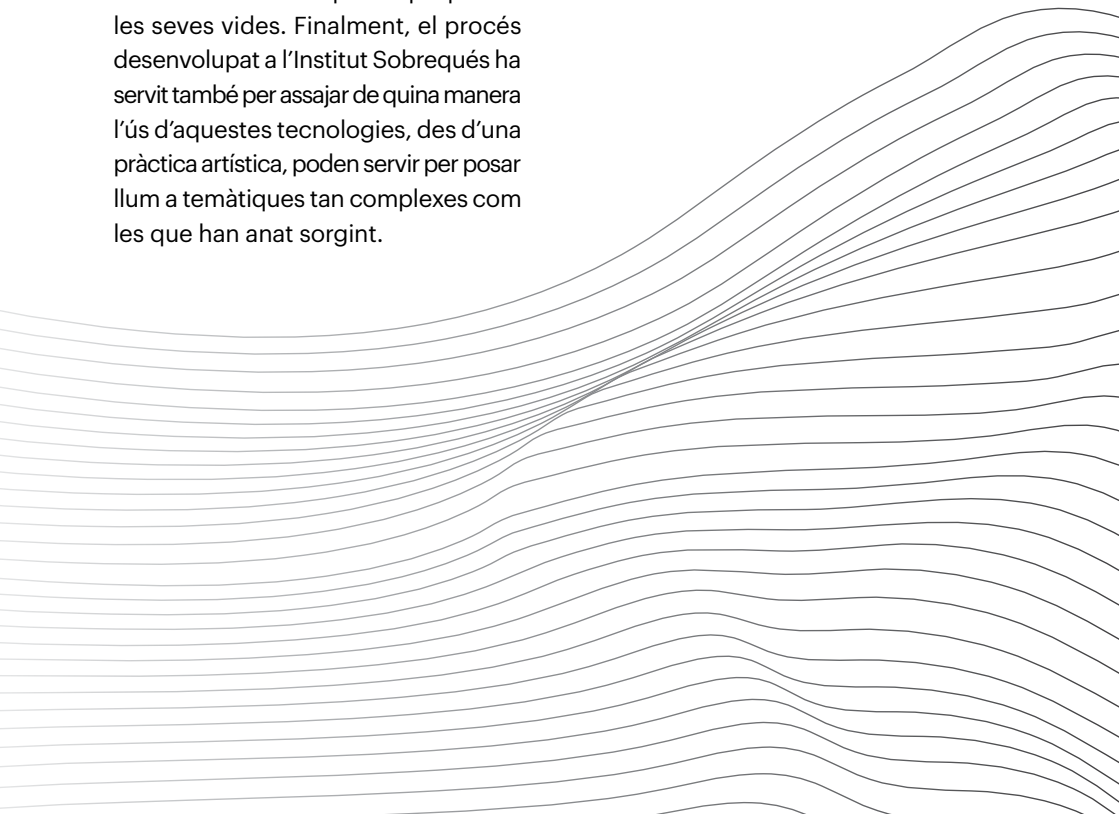 les seves vides. Finalment, el procés
desenvolupat a l’Institut Sobrequés ha
servit també per assajar de quina manera
l’ús d’aquestes tecnologies, des d’una
pràctica artística, poden servir per posar
llum a temàtiques tan complexes com
les que han anat sorgint.